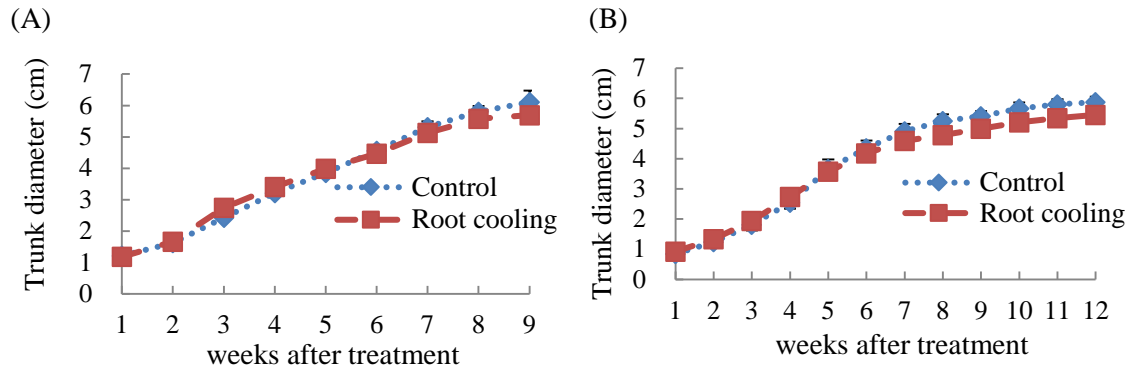 (A)
Trunk diameter (cm)
7
6
5
4
3
2
1
0
Control
Root cooling
1 2 3 4 5 6 7 8 9
weeks after treatment
(B)
Trunk diameter (cm)
7
6
5
4
3
2
1
0
Control
Root cooling
1 2 3 4 5 6 7 8 9 10 11 12
weeks after treatment